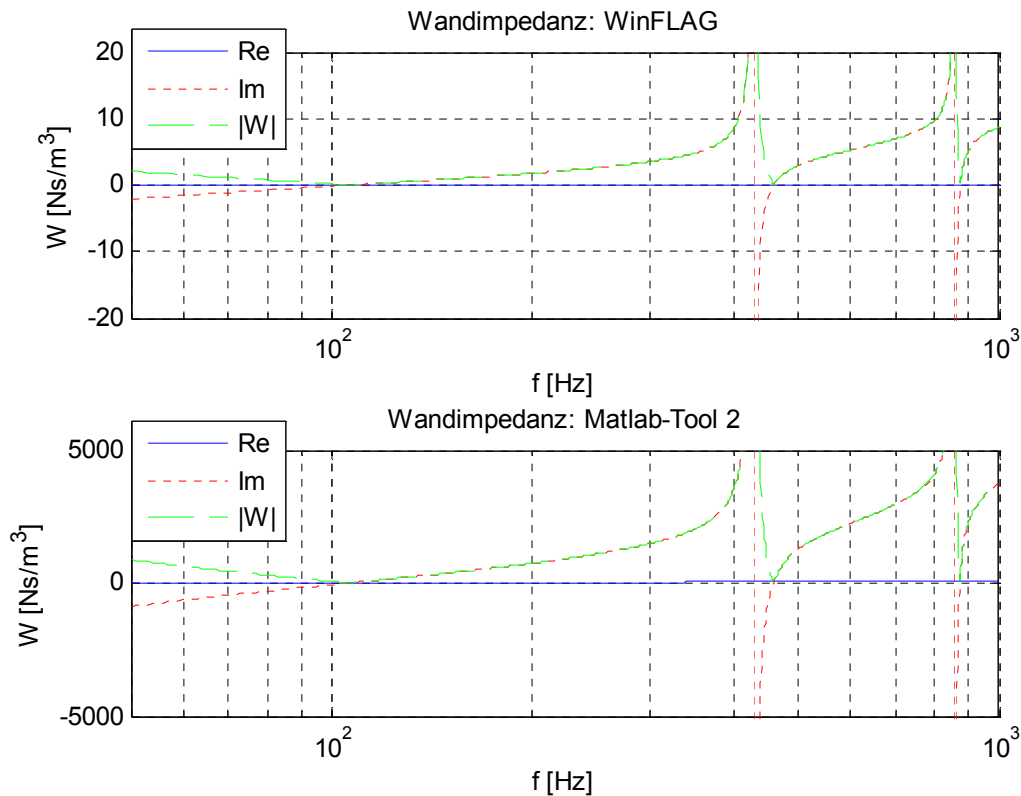 Wandimpedanz: WinFLAG
Re
Im
|W|
20
10
0
-10
-20
W [Ns/m³]
10²
10³
f [Hz]
Wandimpedanz: Matlab-Tool 2
Re
Im
|W|
5000
0
-5000
W [Ns/m³]
10²
10³
f [Hz]